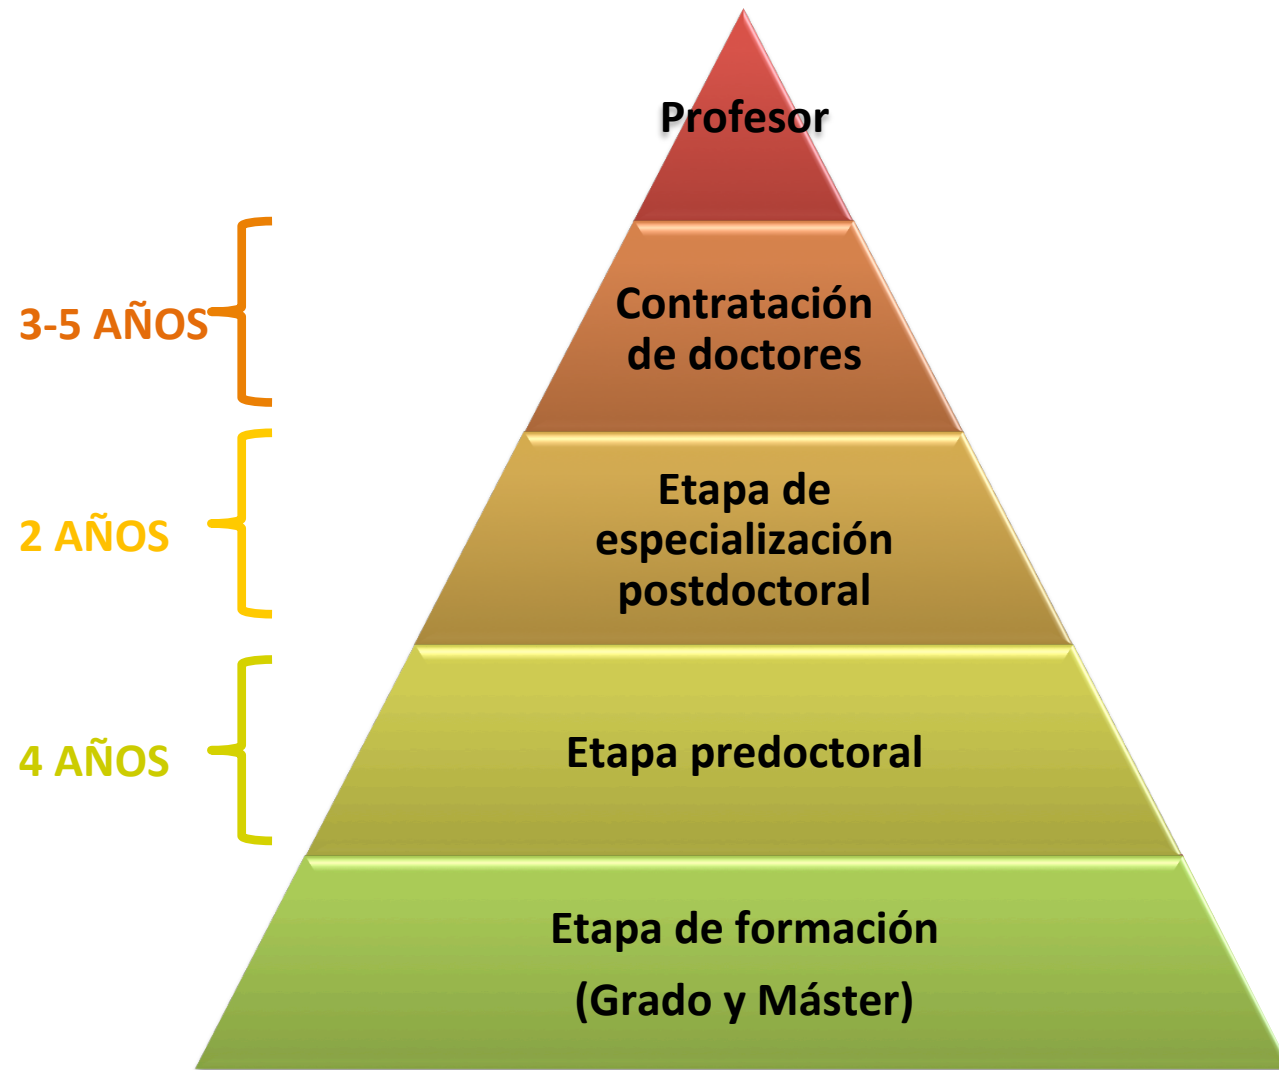 Profesor
3-5 AÑOS
Contratación
de doctores
2 AÑOS
Etapa de
especialización
postdoctoral
4 AÑOS
Etapa predoctoral
Etapa de formación
(Grado y Máster)